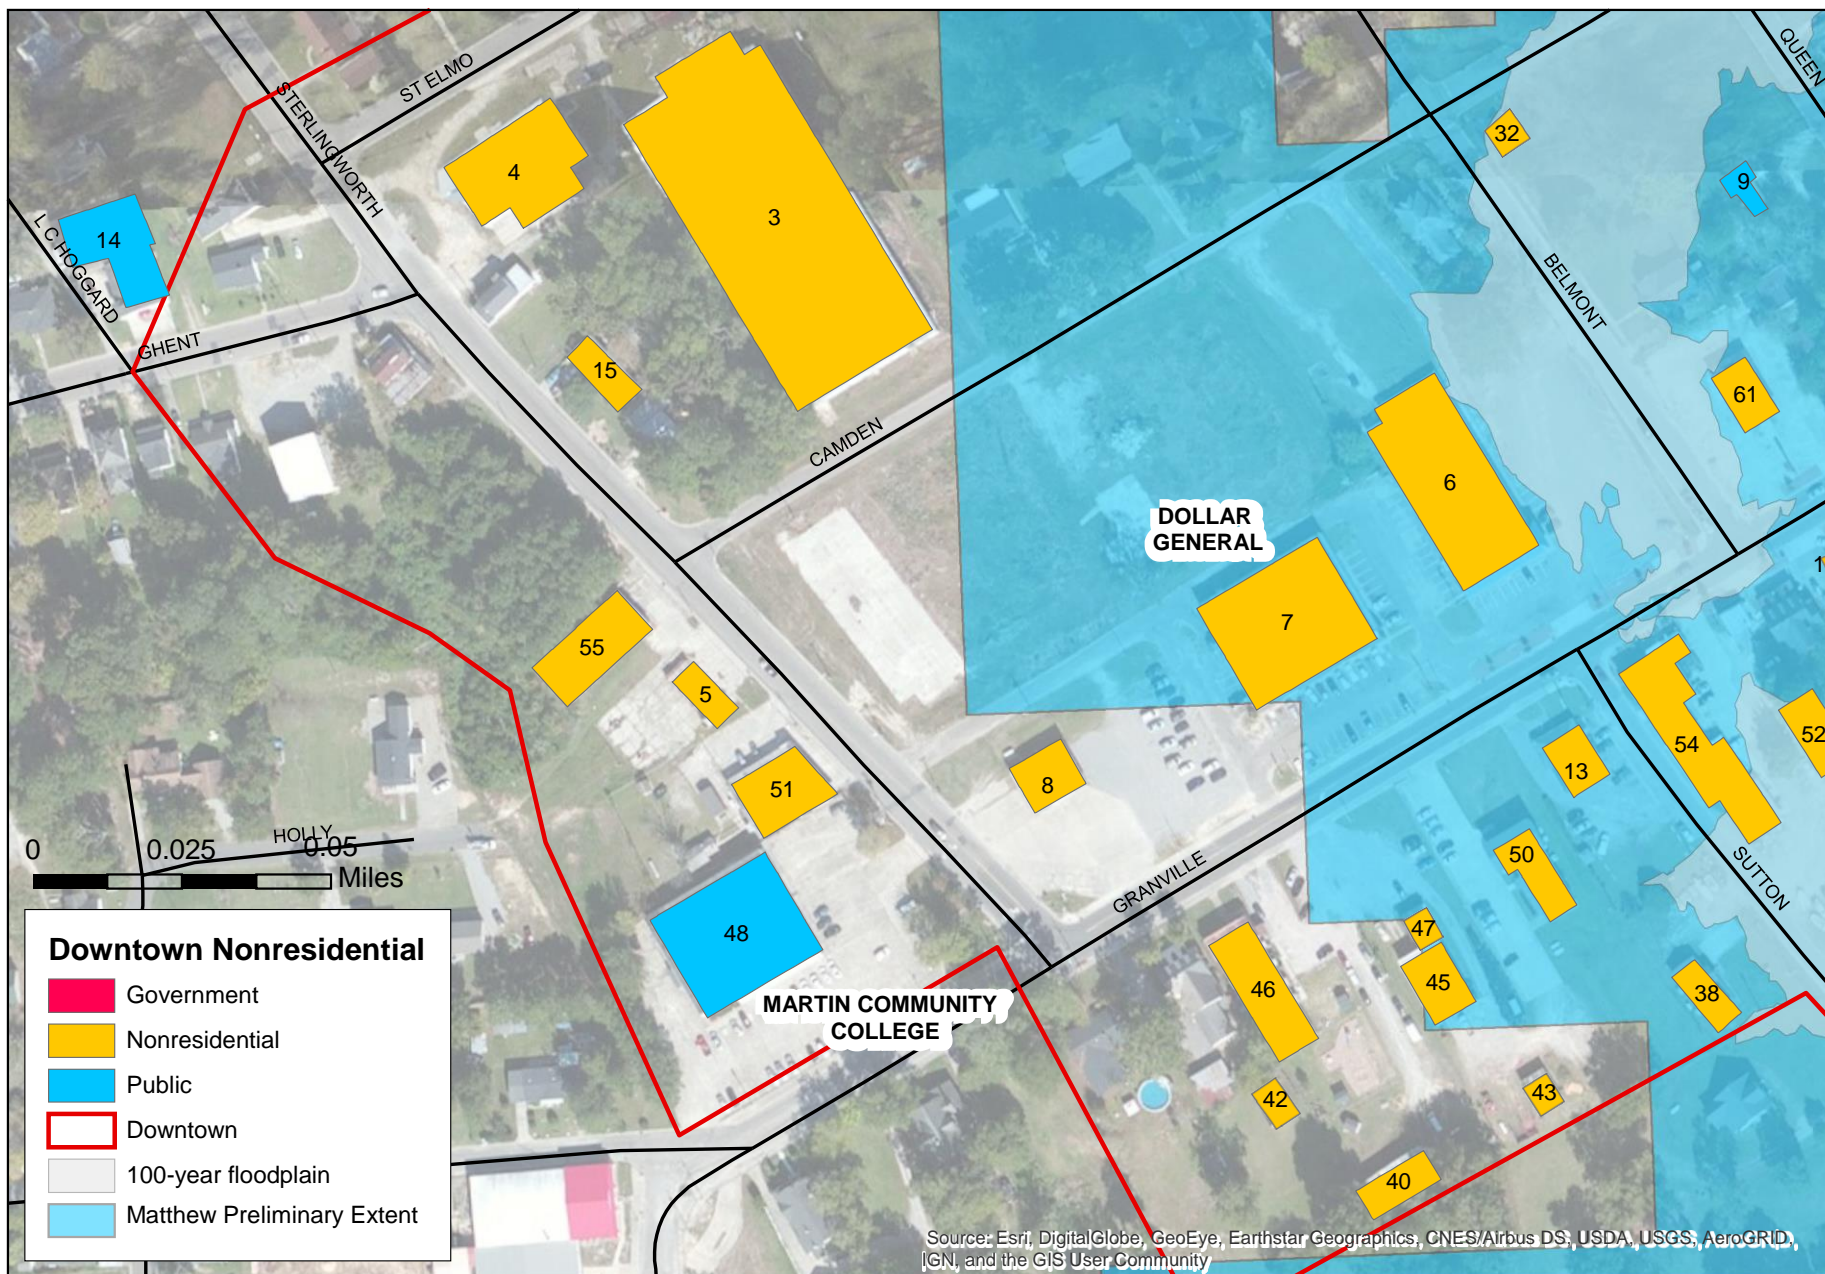 ST ELMO
STERLINGWORTH
QUEEN
32
4
9
3
14
L C HOGGARD
BELMONT
GHENT
15
61
CAMDEN
6
DOLLAR
GENERAL
1
7
55
5
54
52
13
51
8
HOLLY
0 0.025 0.05
Miles
50
SUTTON
GRANVILLE
47
48
45
46
38
MARTIN COMMUNITY
COLLEGE
42
43
40
Downtown Nonresidential
Government
Nonresidential
Public
Downtown
100-year floodplain
Matthew Preliminary Extent
Source: Esri, DigitalGlobe, GeoEye, Earthstar Geographics, CNES/Airbus DS, USDA, USGS, AeroGRID,
IGN, and the GIS User Community